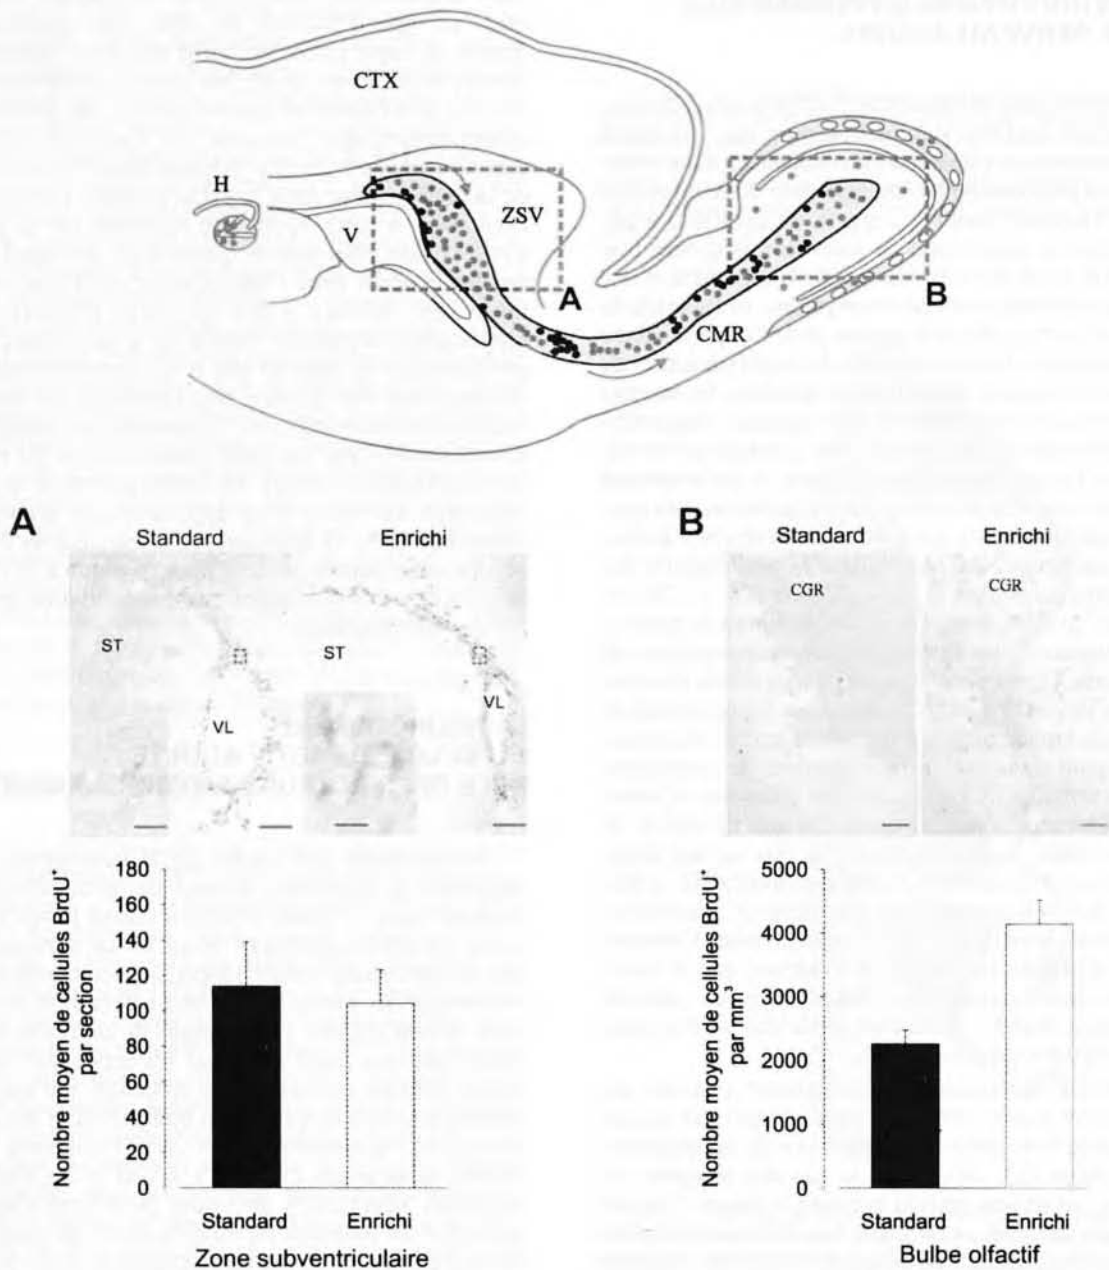 CTX
H
ZSV
V
A
B
CMR
A
Standard
Enrichi
ST
ST
VL
VL
B
Standard
Enrichi
CGR
CGR
Nombre moyen de cellules BrdU+
par section
180
160
140
120
100
80
60
40
20
0
Standard
Enrichi
Zone subventriculaire
Nombre moyen de cellules BrdU+
par mm³
5000
4000
3000
2000
1000
0
Standard
Enrichi
Bulbe olfactif